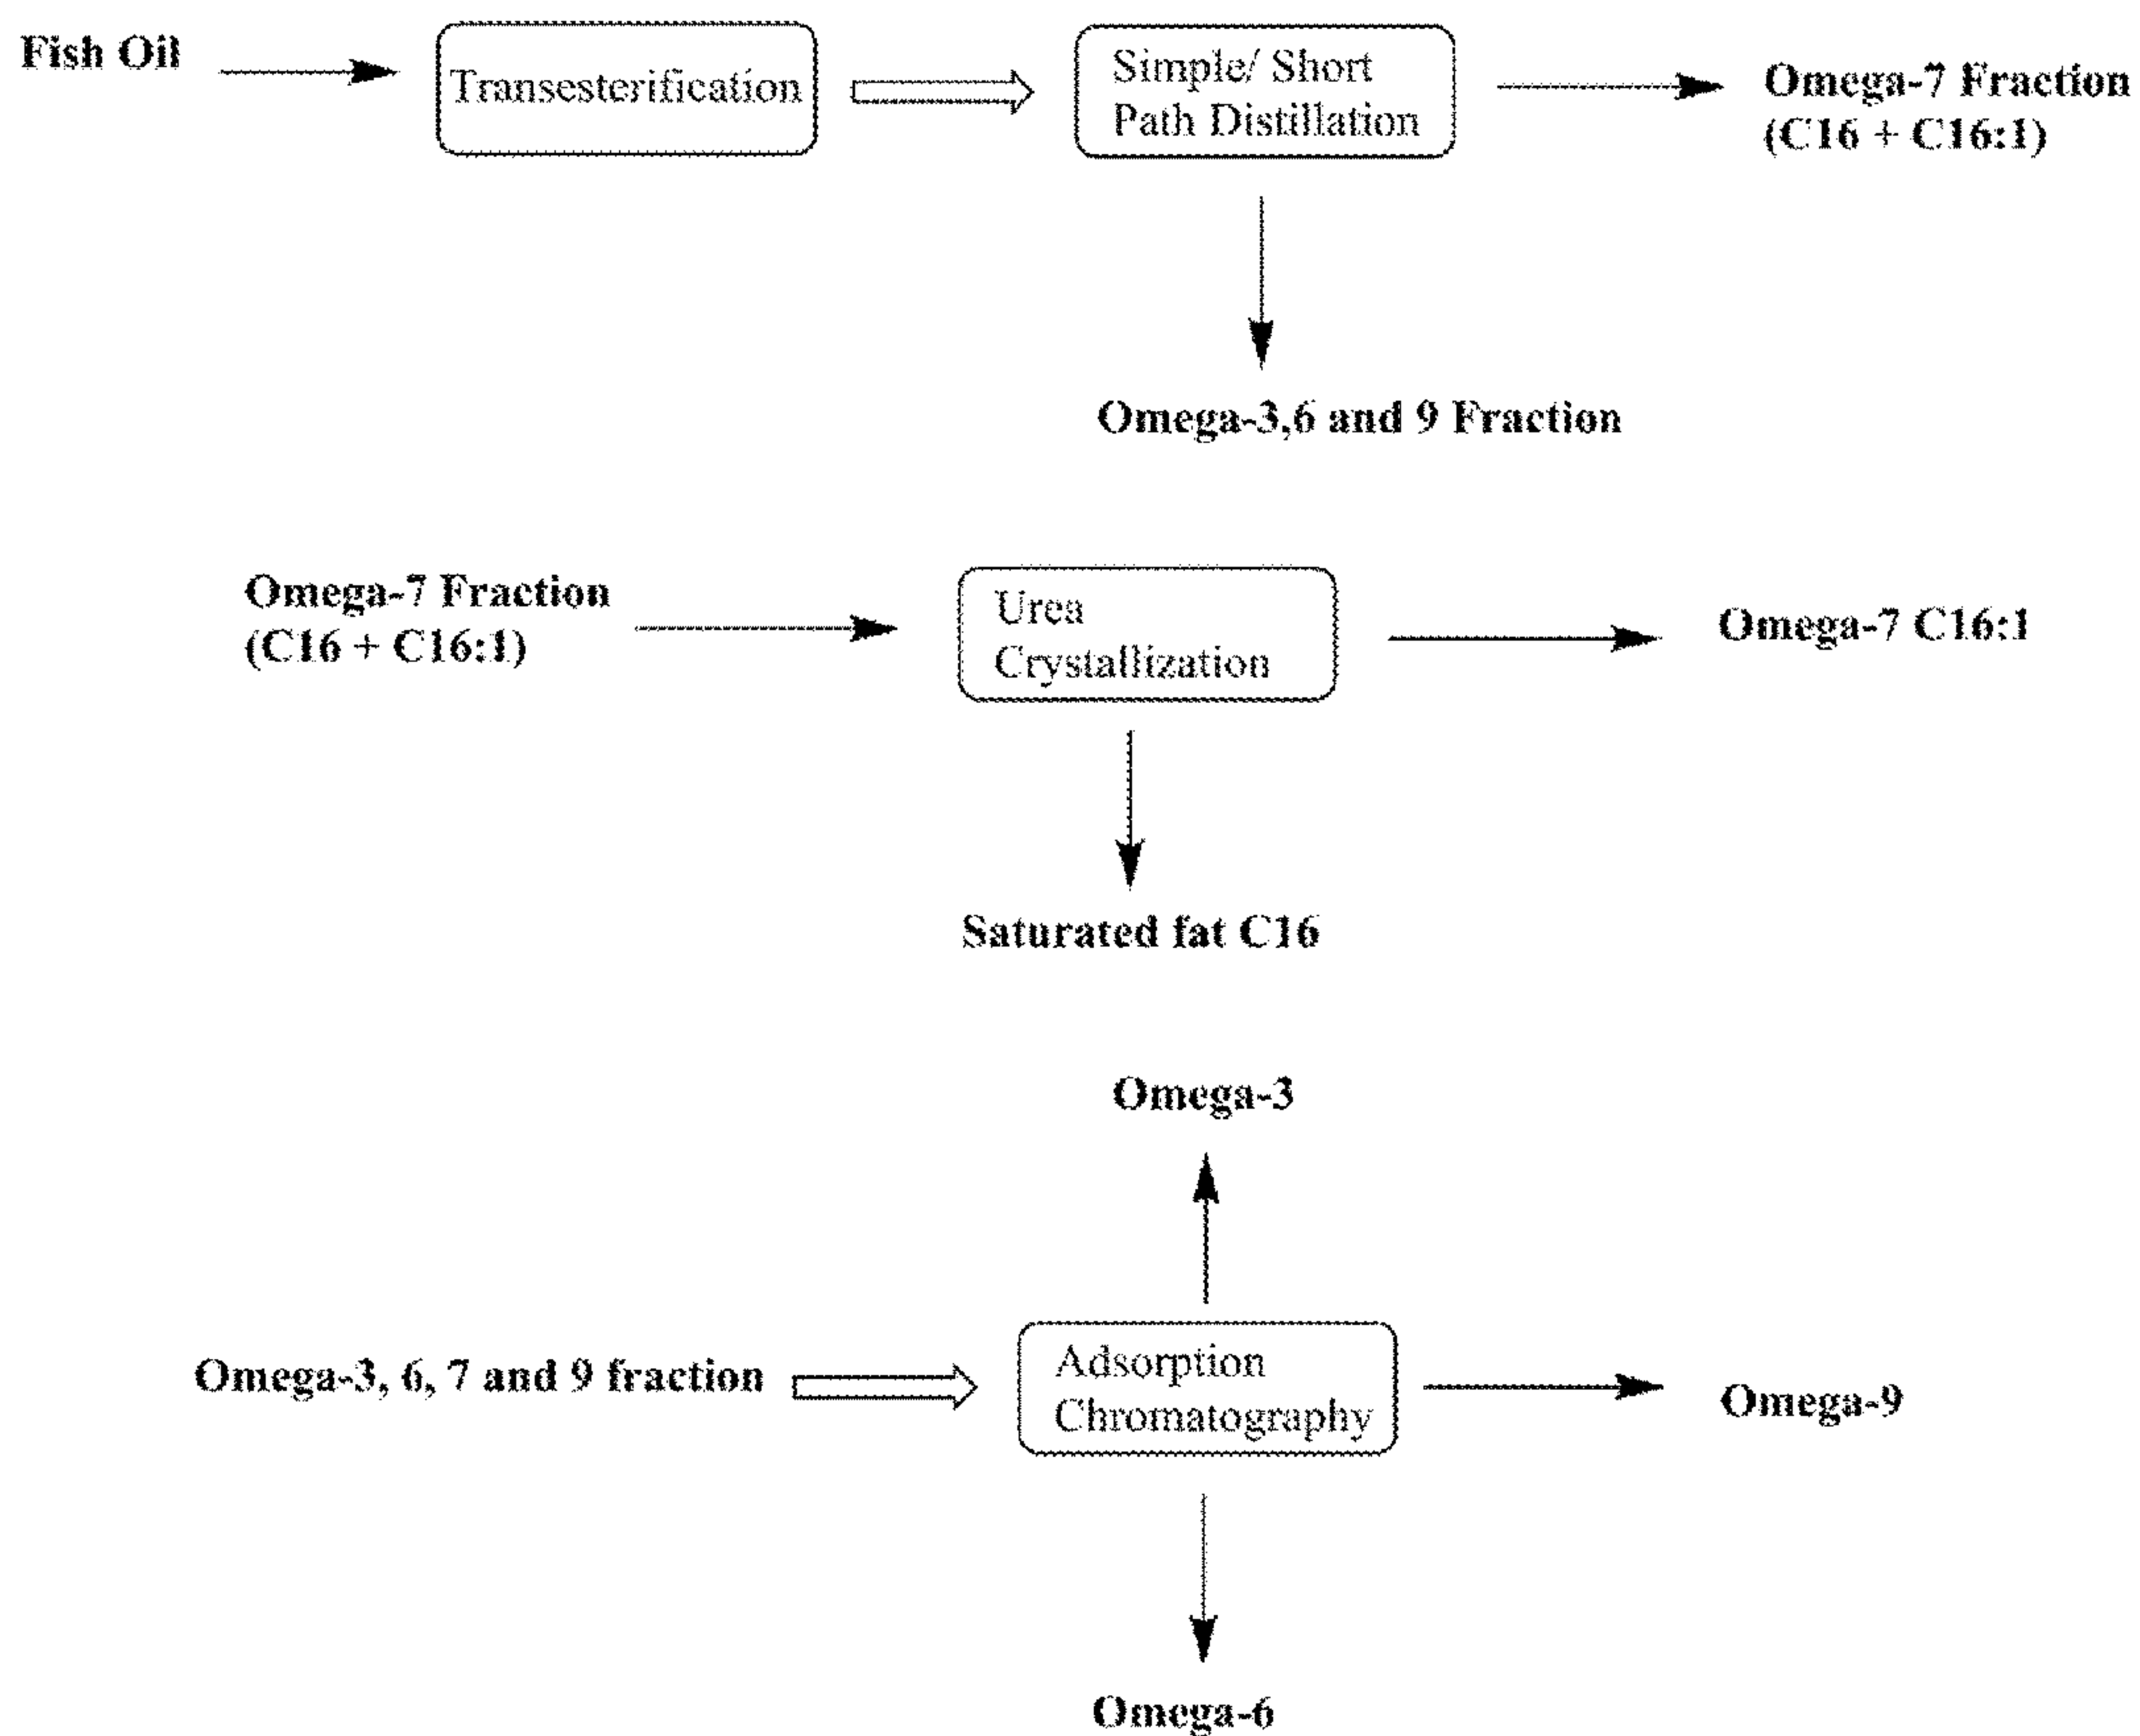 Fish Oil
Transesterification
Simple/ Short
Path Distillation
Omega-7 Fraction
(C16 + C16:1)
Omega-3,6 and 9 Fraction
Omega-7 Fraction
(C16 + C16:1)
Urea
Crystallization
Omega-7 C16:1
Saturated fat C16
Omega-3
Omega-3, 6, 7 and 9 fraction
Adsorption
Chromatography
Omega-9
Omega-6